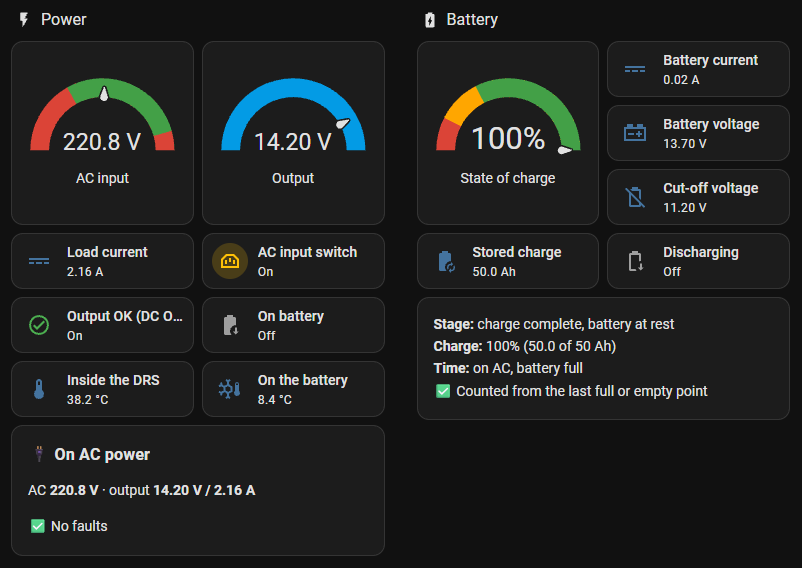 Power
220.8 V
AC input
14.20 V
Output
Load current
2.16 A
AC input switch
On
Output OK (DC O...
On
On battery
Off
Inside the DRS
38.2 °C
On the battery
8.4 °C
On AC power
AC 220.8 V · output 14.20 V / 2.16 A
No faults
Battery
100%
State of charge
Battery current
0.02 A
Battery voltage
13.70 V
Cut-off voltage
11.20 V
Stored charge
50.0 Ah
Discharging
Off
Stage: charge complete, battery at rest
Charge: 100% (50.0 of 50 Ah)
Time: on AC, battery full
Counted from the last full or empty point